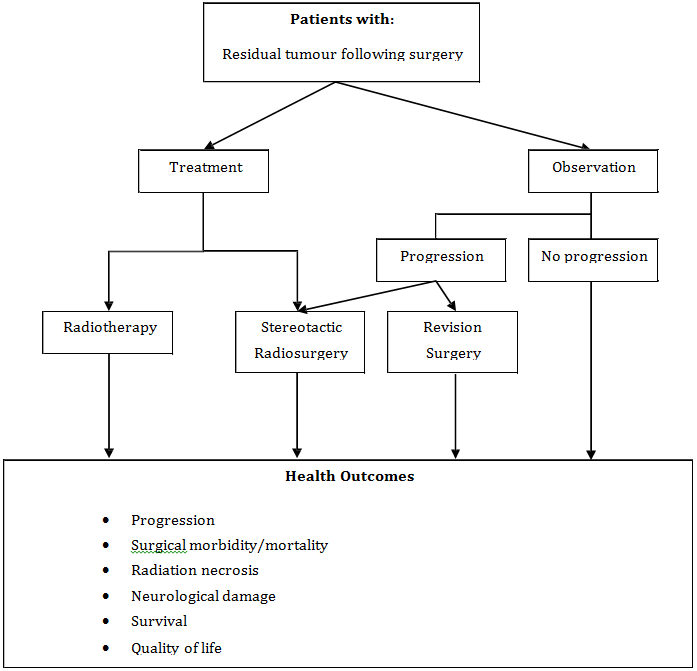 Patients with:
Residual tumour following surgery
Treatment
Observation
Progression
No progression
Radiotherapy
Stereotactic
Radiosurgery
Revision
Surgery
Health Outcomes
• Progression
• Surgical morbidity/mortality
• Radiation necrosis
• Neurological damage
• Survival
• Quality of life